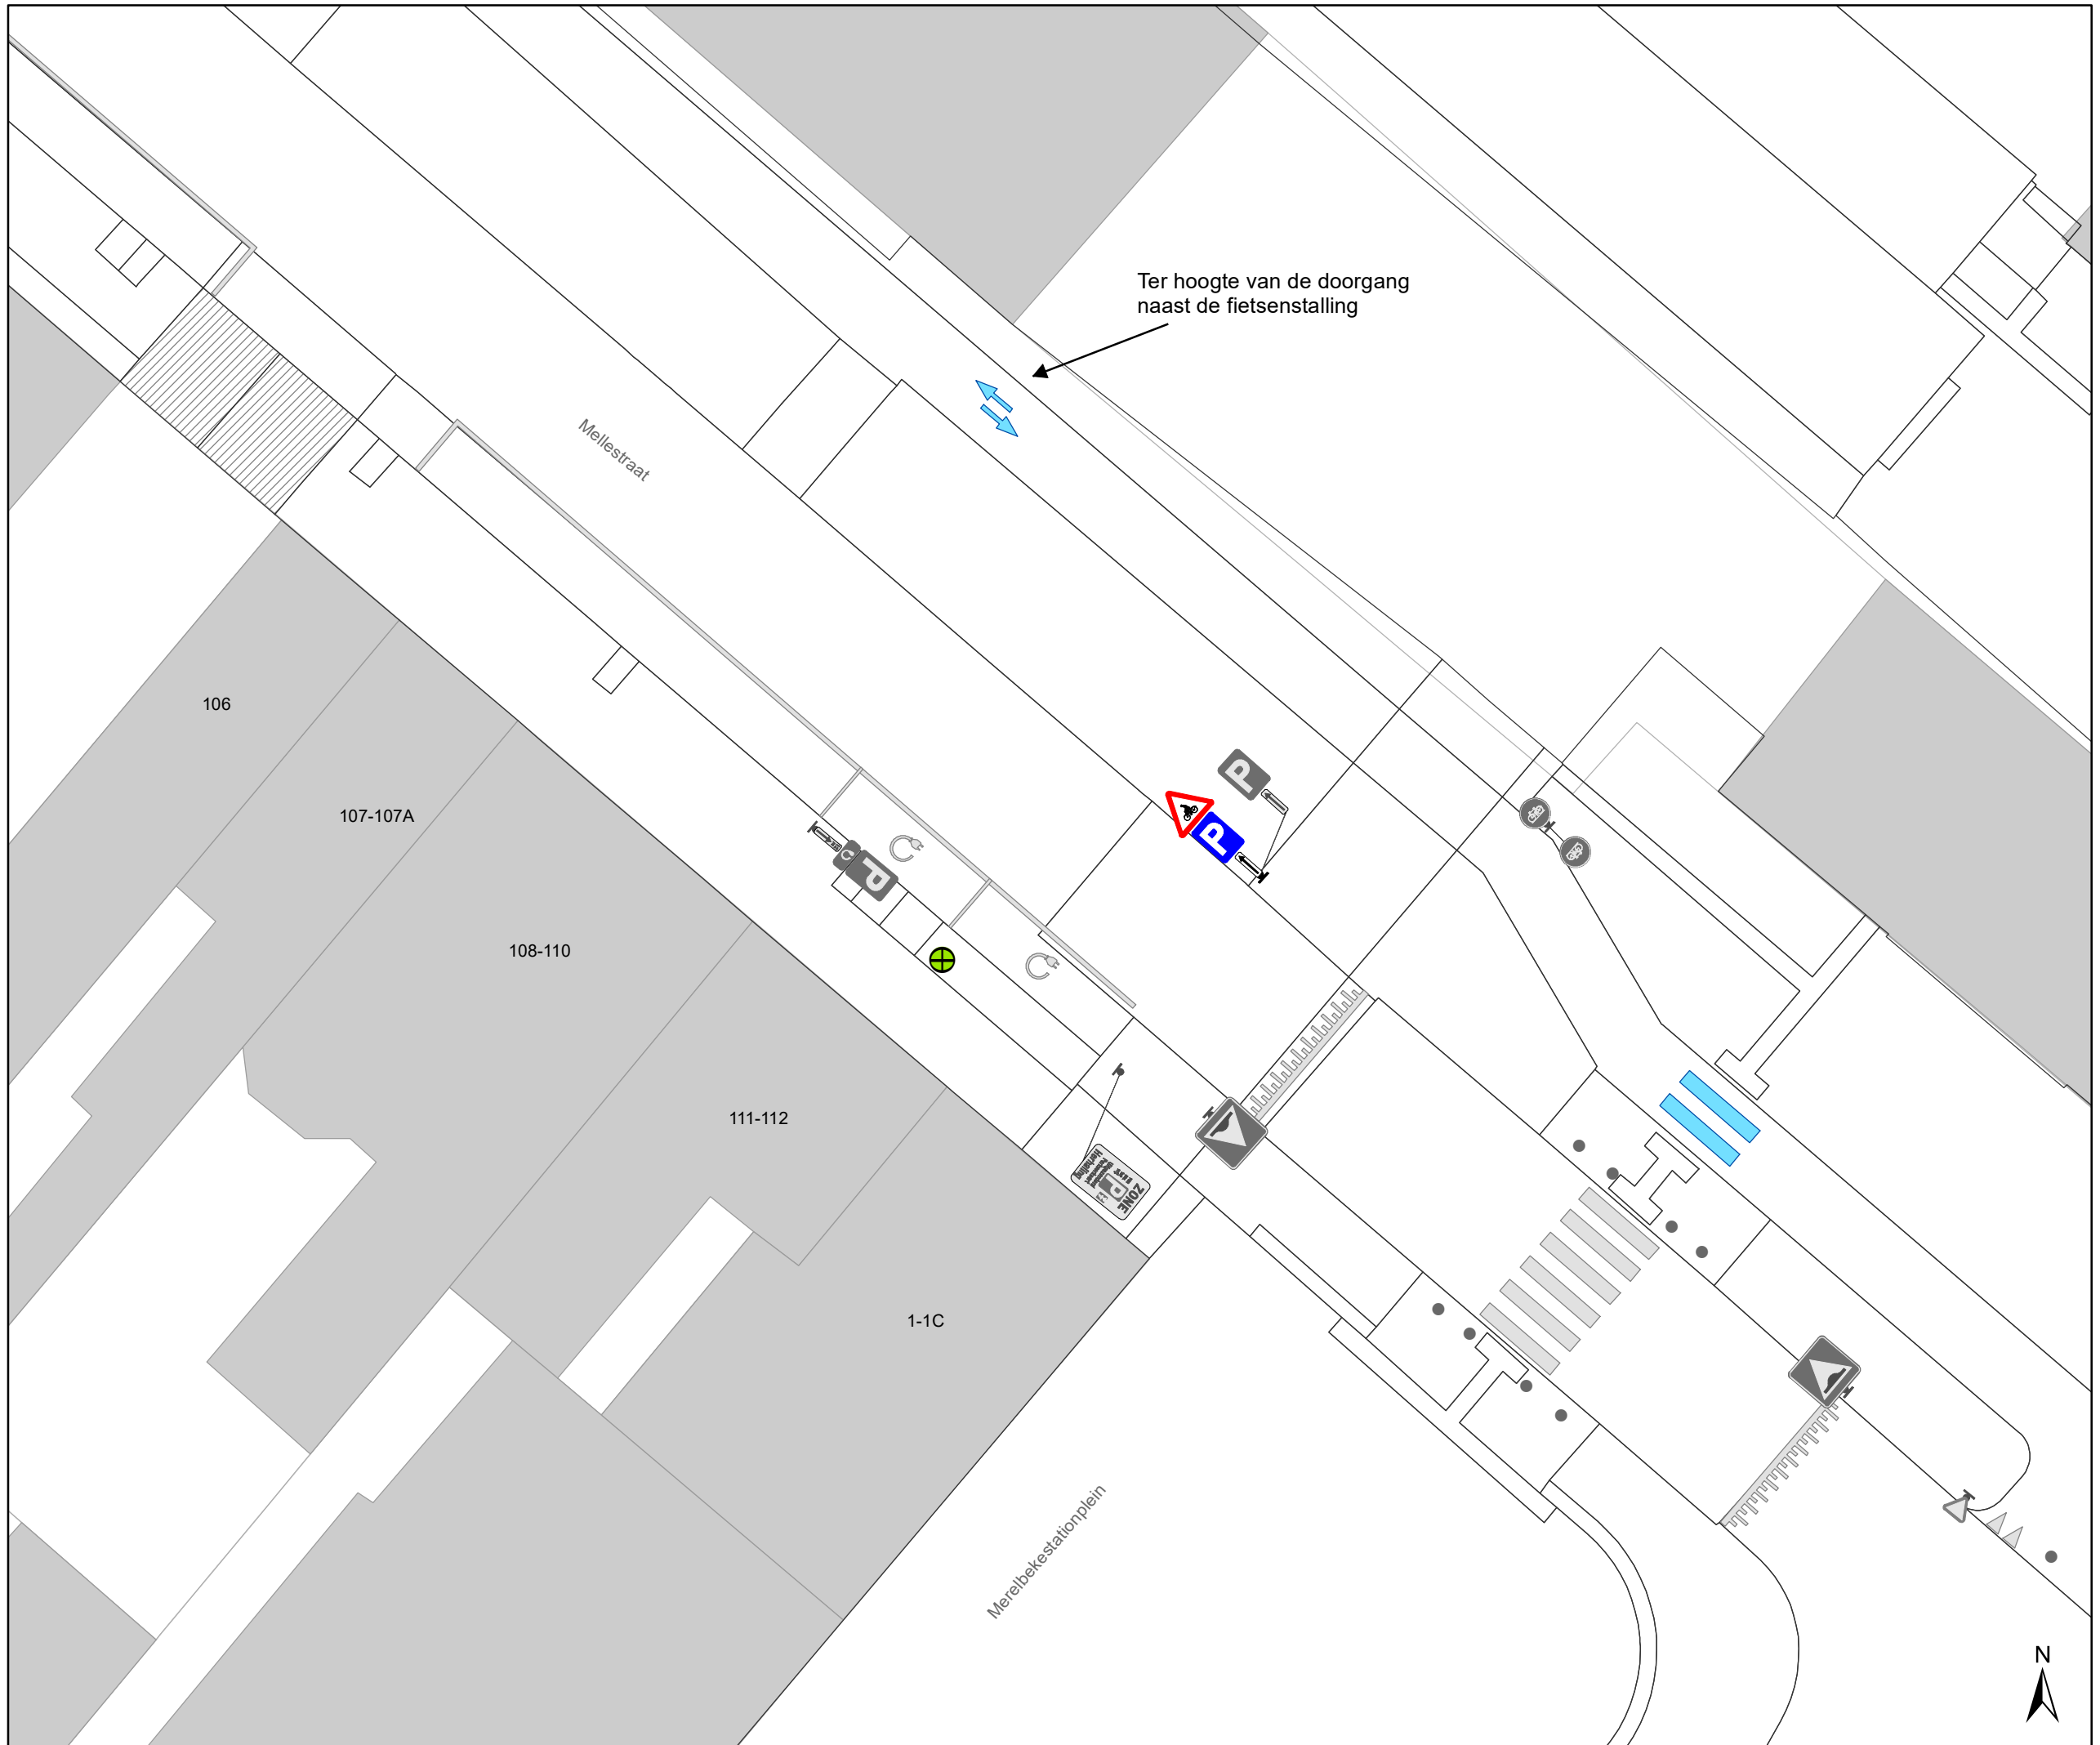 Ter hoogte van de doorgang
naast de fietsenstalling
Mellestraat
106
107-107A
108-110
111-112
1-1C
P
P
P
ZONE
P
Merelbekestationplein
N